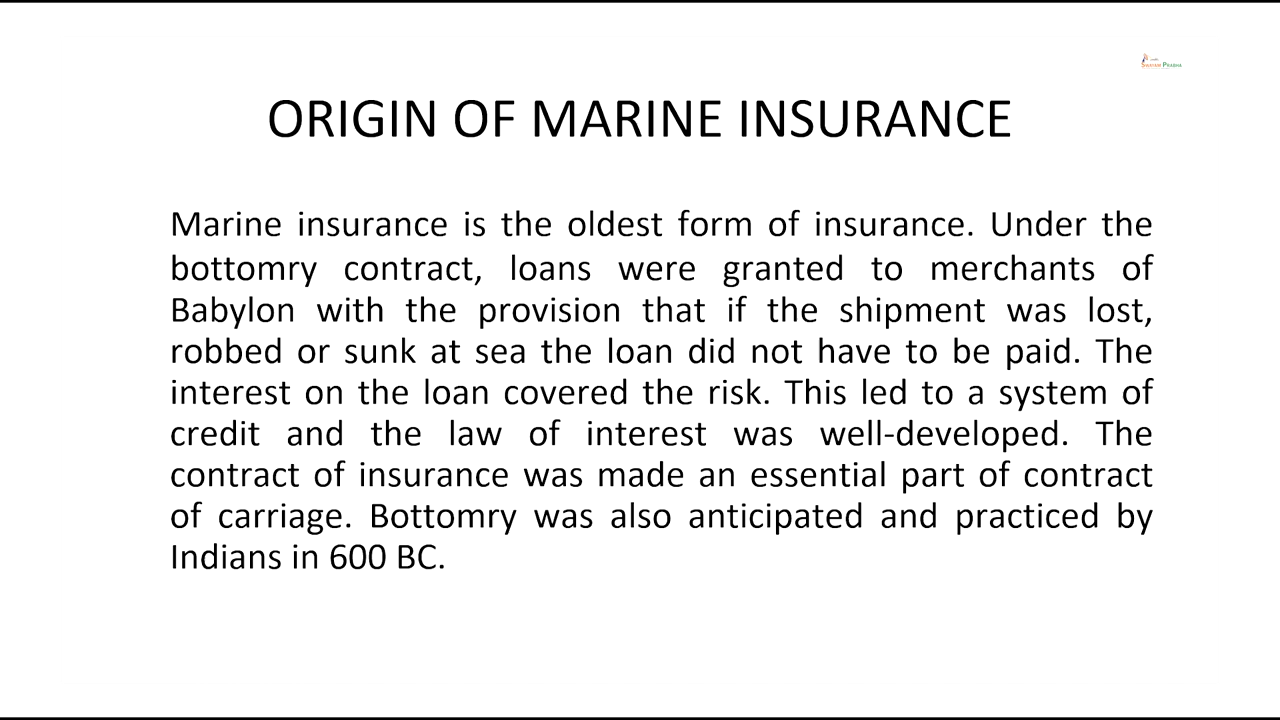 SWAYAM PRABHA
ORIGIN OF MARINE INSURANCE
Marine insurance is the oldest form of insurance. Under the
bottomry contract, loans were granted to merchants of
Babylon with the provision that if the shipment was lost,
robbed or sunk at sea the loan did not have to be paid. The
interest on the loan covered the risk. This led to a system of
credit and the law of interest was well-developed. The
contract of insurance was made an essential part of contract
of carriage. Bottomry was also anticipated and practiced by
Indians in 600 BC.